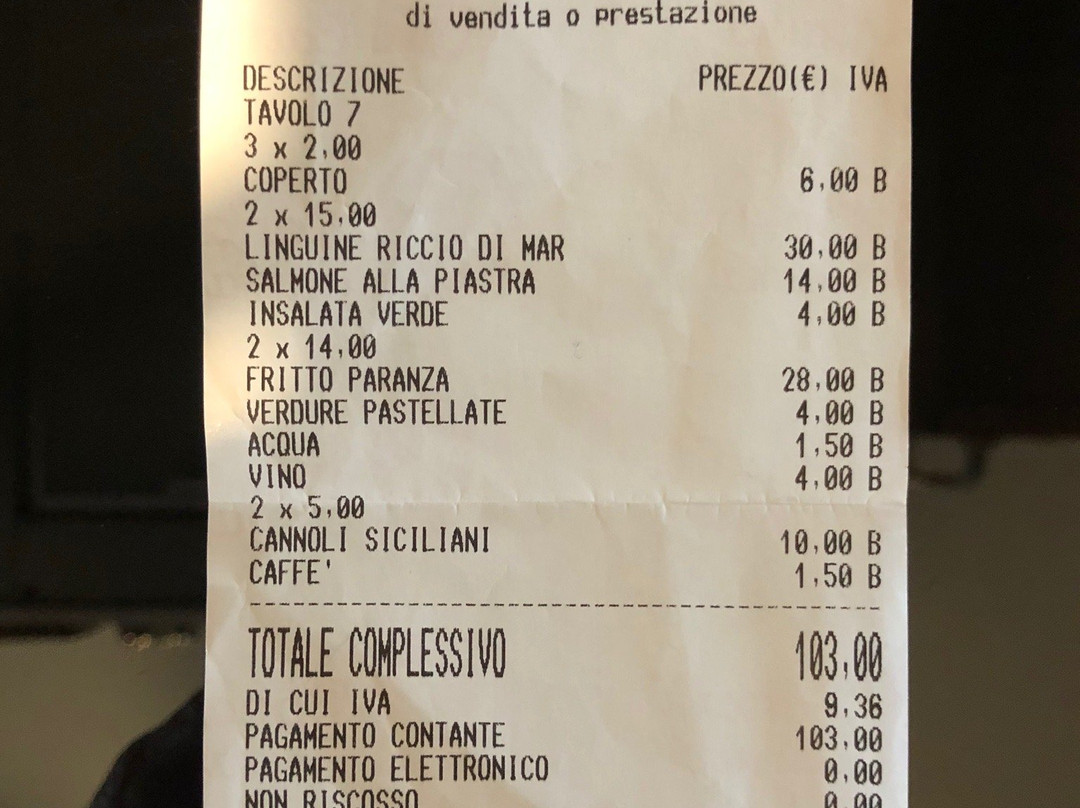 di vendita o prestazione
DESCRIZIONE PREZZO(€) IVA
TAVOLO 7
3 x 2,00
COPERTO 6,00 B
2 x 15,00
LINGUINE RICCIO DI MAR 30,00 B
SALMONE ALLA PIASTRA 14,00 B
INSALATA VERDE 4,00 B
2 x 14,00
FRITTO PARANZA 28,00 B
VERDURE PASTELLATE 4,00 B
ACQUA 1,50 B
VINO 4,00 B
2 x 5,00
CANNOLI SICILIANI 10,00 B
CAFFE' 1,50 B
TOTALE COMPLESSIVO 103,00
DI CUI IVA 9,36
PAGAMENTO CONTANTE 103,00
PAGAMENTO ELETTRONICO 0,00
NON RISCOSSO 0,00